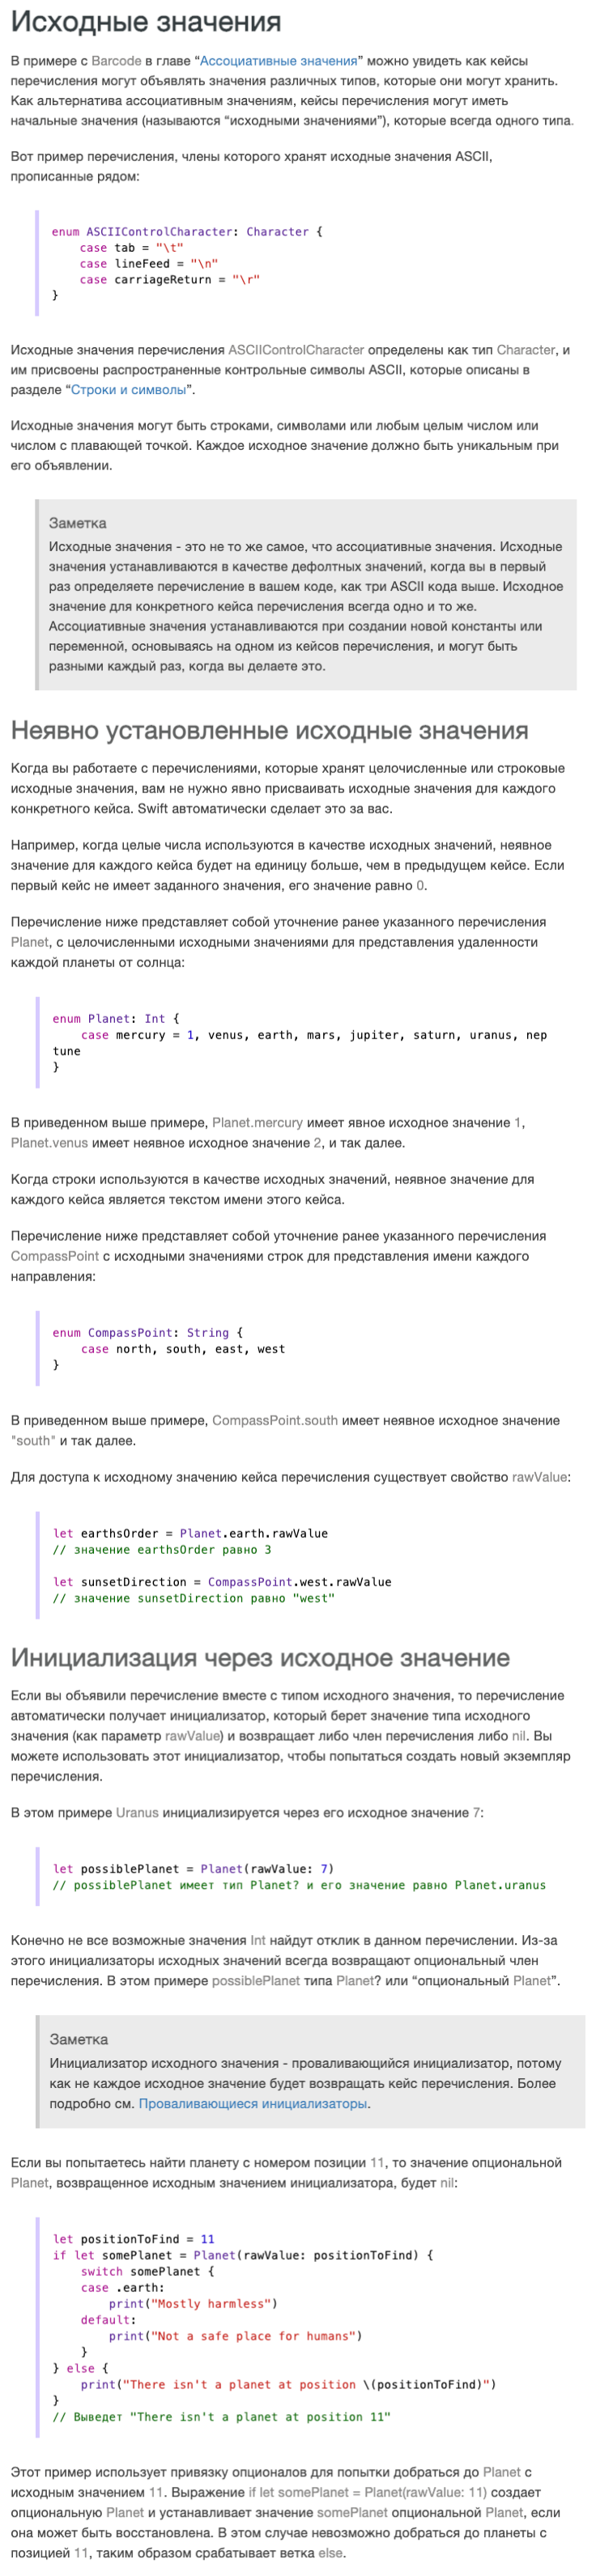 Исходные значения
В примере с Barcode в главе “Ассоциативные значения” можно увидеть как кейсы
перечисления могут объявлять значения различных типов, которые они могут хранить.
Как альтернатива ассоциативным значениям, кейсы перечисления могут иметь
начальные значения (называются “исходными значениями”), которые всегда одного типа.
Вот пример перечисления, члены которого хранят исходные значения ASCII,
прописанные рядом:
enum ASCIIControlCharacter: Character {
    case tab = "\t"
    case lineFeed = "\n"
    case carriageReturn = "\r"
}
Исходные значения перечисления ASCIIControlCharacter определены как тип Character, и
им присвоены распространенные контрольные символы ASCII, которые описаны в
разделе “Строки и символы”.
Исходные значения могут быть строками, символами или любым целым числом или
числом с плавающей точкой. Каждое исходное значение должно быть уникальным при
его объявлении.
Заметка
Исходные значения - это не то же самое, что ассоциативные значения. Исходные
значения устанавливаются в качестве дефолтных значений, когда вы в первый
раз определяете перечисление в вашем коде, как три ASCII кода выше. Исходное
значение для конкретного кейса перечисления всегда одно и то же.
Ассоциативные значения устанавливаются при создании новой константы или
переменной, основываясь на одном из кейсов перечисления, и могут быть
разными каждый раз, когда вы делаете это.
Неявно установленные исходные значения
Когда вы работаете с перечислениями, которые хранят целочисленные или строковые
исходные значения, вам не нужно явно присваивать исходные значения для каждого
конкретного кейса. Swift автоматически сделает это за вас.
Например, когда целые числа используются в качестве исходных значений, неявное
значение для каждого кейса будет на единицу больше, чем в предыдущем кейсе. Если
первый кейс не имеет заданного значения, его значение равно 0.
Перечисление ниже представляет собой уточнение ранее указанного перечисления
Planet, с целочисленными исходными значениями для представления удаленности
каждой планеты от солнца:
enum Planet: Int {
    case mercury = 1, venus, earth, mars, jupiter, saturn, uranus, nep
tune
}
В приведенном выше примере, Planet.mercury имеет явное исходное значение 1,
Planet.venus имеет неявное исходное значение 2, и так далее.
Когда строки используются в качестве исходных значений, неявное значение для
каждого кейса является текстом имени этого кейса.
Перечисление ниже представляет собой уточнение ранее указанного перечисления
CompassPoint с исходными значениями строк для представления имени каждого
направления:
enum CompassPoint: String {
    case north, south, east, west
}
В приведенном выше примере, CompassPoint.south имеет неявное исходное значение
"south" и так далее.
Для доступа к исходному значению кейса перечисления существует свойство rawValue:
let earthsOrder = Planet.earth.rawValue
// значение earthsOrder равно 3
let sunsetDirection = CompassPoint.west.rawValue
// значение sunsetDirection равно "west"
Инициализация через исходное значение
Если вы объявили перечисление вместе с типом исходного значения, то перечисление
автоматически получает инициализатор, который берет значение типа исходного
значения (как параметр rawValue) и возвращает либо член перечисления либо nil. Вы
можете использовать этот инициализатор, чтобы попытаться создать новый экземпляр
перечисления.
В этом примере Uranus инициализируется через его исходное значение 7:
let possiblePlanet = Planet(rawValue: 7)
// possiblePlanet имеет тип Planet? и его значение равно Planet.uranus
Конечно не все возможные значения Int найдут отклик в данном перечислении. Из-за
этого инициализаторы исходных значений всегда возвращают опциональный член
перечисления. В этом примере possiblePlanet типа Planet? или “опциональный Planet”.
Заметка
Инициализатор исходного значения - проваливающийся инициализатор, потому
как не каждое исходное значение будет возвращать кейс перечисления. Более
подробно см. Проваливающиеся инициализаторы.
Если вы попытаетесь найти планету с номером позиции 11, то значение опциональной
Planet, возвращенное исходным значением инициализатора, будет nil:
let positionToFind = 11
if let somePlanet = Planet(rawValue: positionToFind) {
    switch somePlanet {
    case .earth:
        print("Mostly harmless")
    default:
        print("Not a safe place for humans")
    }
} else {
    print("There isn't a planet at position \(positionToFind)")
}
// Выведет "There isn't a planet at position 11"
Этот пример использует привязку опционалов для попытки добраться до Planet с
исходным значением 11. Выражение if let somePlanet = Planet(rawValue: 11) создает
опциональную Planet и устанавливает значение somePlanet опциональной Planet, если
она может быть восстановлена. В этом случае невозможно добраться до планеты с
позицией 11, таким образом срабатывает ветка else.